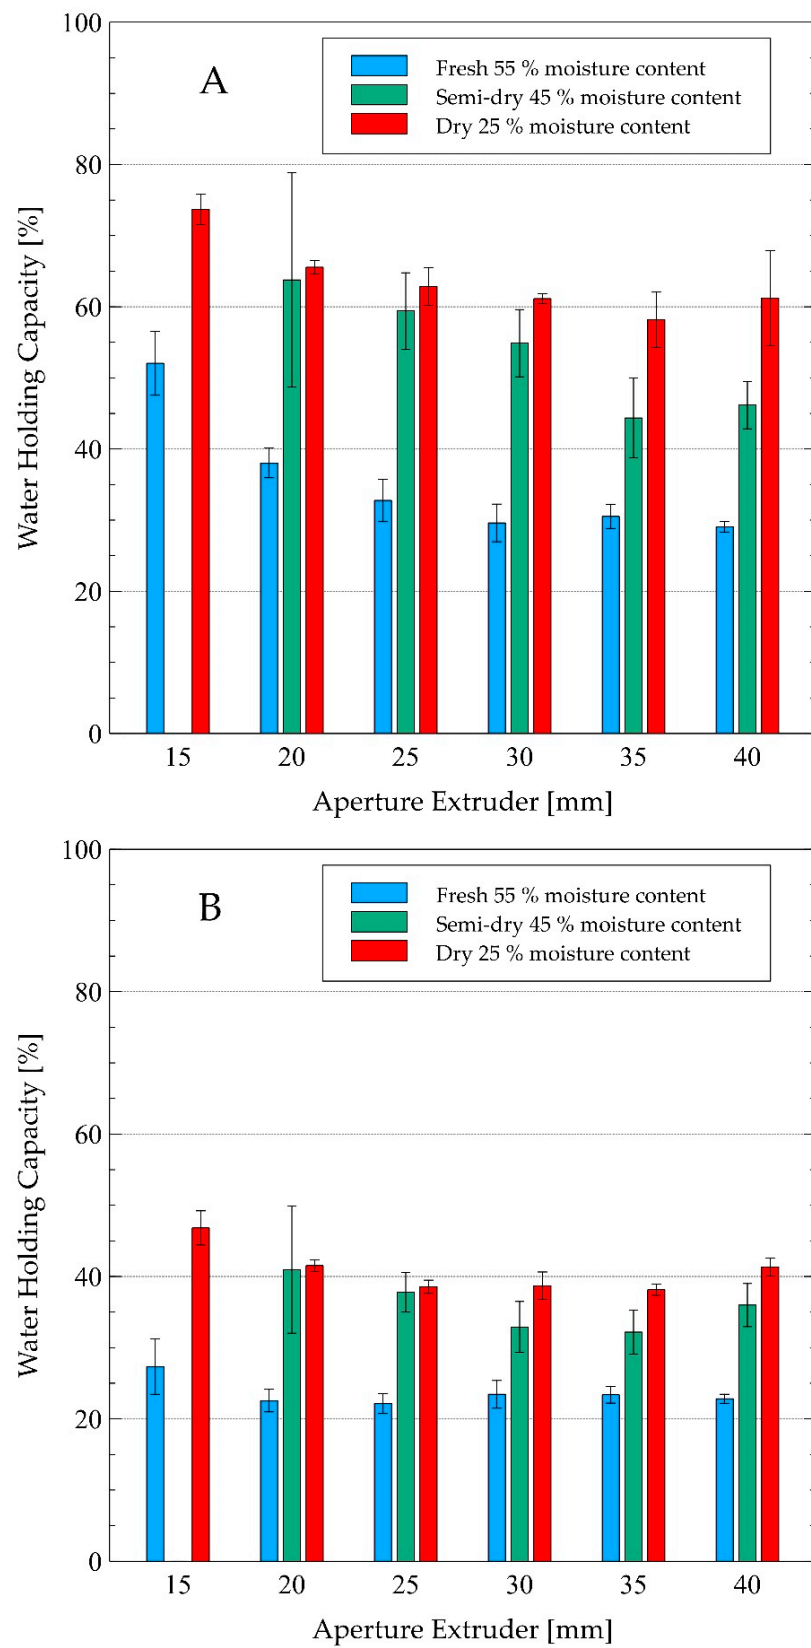 100
A
Fresh 55 % moisture content
Semi-dry 45 % moisture content
Dry 25 % moisture content
80
60
40
20
0
Water Holding Capacity [%]
15 20 25 30 35 40
Aperture Extruder [mm]
100
B
Fresh 55 % moisture content
Semi-dry 45 % moisture content
Dry 25 % moisture content
80
60
40
20
0
Water Holding Capacity [%]
15 20 25 30 35 40
Aperture Extruder [mm]